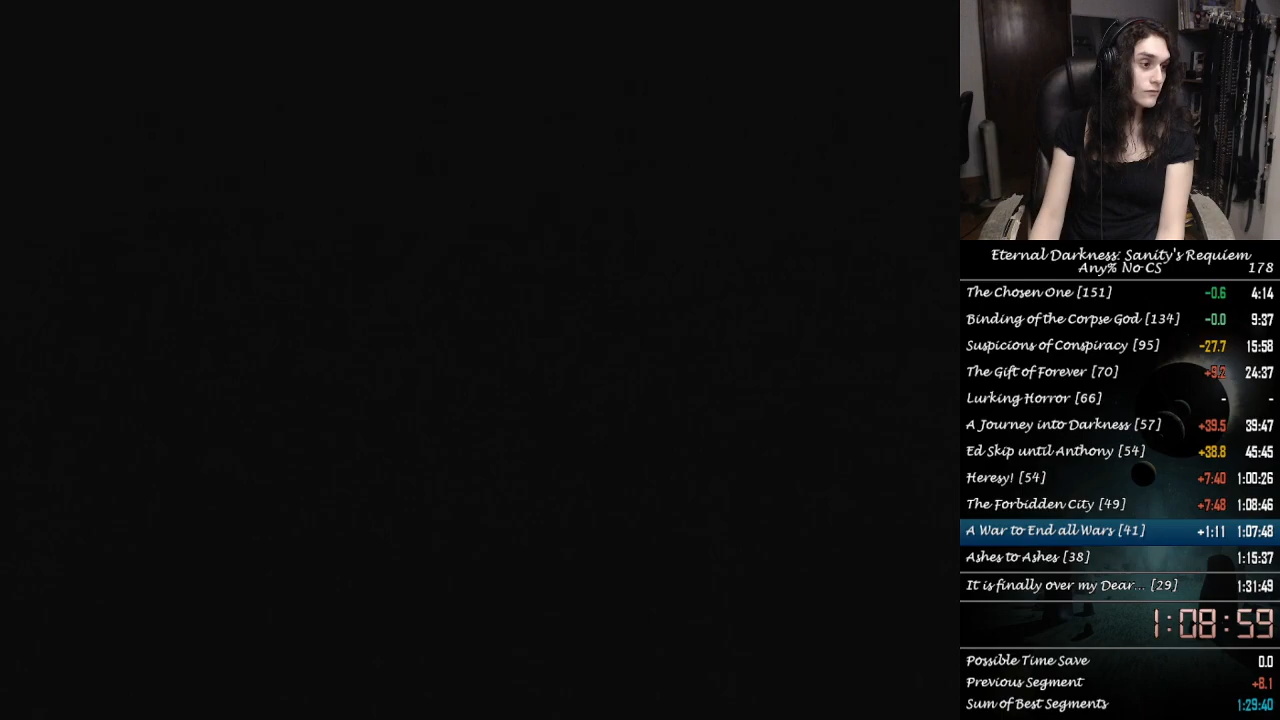 Eternal Darkness: Sanity's Requiem
Any% No CS 178
The Chosen One [151] -0.6 4:14
Binding of the Corpse God [134] -0.0 9:37
Suspicions of Conspiracy [95] -27.7 15:58
The Gift of Forever [70] +9.2 24:37
Lurking Horror [66] - -
A Journey into Darkness [57] +39.5 39:47
Ed Skip until Anthony [54] +38.8 45:45
Heresy! [54] +7:40 1:00:26
The Forbidden City [49] +7:48 1:08:46
A War to End all Wars [41] +1:11 1:07:48
Ashes to Ashes [38] 1:15:37
It is finally over my Dear... [29] 1:31:49
1:08:59
Possible Time Save 0.0
Previous Segment +8.1
Sum of Best Segments 1:29:40